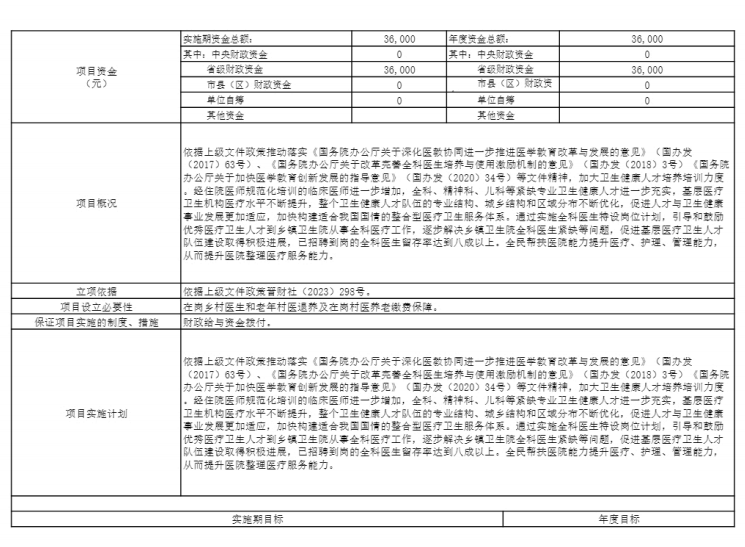 实施期资金总额： 36,000 年度资金总额： 36,000
其中：中央财政资金 0 其中：中央财政资金 0
项目资金
（元）
省级财政资金 36,000 省级财政资金 36,000
市县（区）财政资金 0 市县（区）财政资 0
单位自筹 0 单位自筹 0
其他资金 其他资金
项目概况
依据上级文件政策推动落实《国务院办公厅关于深化医教协同进一步推进医学教育改革与发展的意见》（国办发
（2017）63号）、《国务院办公厅关于改革完善全科医生培养与使用激励机制的意见》（国办发（2018）3号）《国务院
办公厅关于加快医学教育创新发展的指导意见》（国办发（2020）34号）等文件精神，加大卫生健康人才培养培训力度
。经住院医师规范化培训的临床医师进一步增加，全科、精神科、儿科等紧缺专业卫生健康人才进一步充实，基层医疗
卫生机构医疗水平不断提升，整个卫生健康人才队伍的专业结构、城乡结构和区域分布不断优化，促进人才与卫生健康
事业发展更加适应，加快构建适合我国国情的整合型医疗卫生服务体系。通过实施全科医生特设岗位计划，引导和鼓励
优秀医疗卫生人才到乡镇卫生院从事全科医疗工作，逐步解决乡镇卫生院全科医生紧缺等问题，促进基层医疗卫生人才
队伍建设取得积极进展，已招聘到岗的全科医生留存率达到八成以上。全民帮扶医院能力提升医疗、护理、管理能力，
从而提升医院整理医疗服务能力。
立项依据 依据上级文件政策晋财社（2023）298号。
项目设立必要性 在岗乡村医生和老年村医退养及在岗村医养老缴费保障。
保证项目实施的制度、措施 财政给与资金拨付。
项目实施计划
依据上级文件政策推动落实《国务院办公厅关于深化医教协同进一步推进医学教育改革与发展的意见》（国办发
（2017）63号）、《国务院办公厅关于改革完善全科医生培养与使用激励机制的意见》（国办发（2018）3号）《国务院
办公厅关于加快医学教育创新发展的指导意见》（国办发（2020）34号）等文件精神，加大卫生健康人才培养培训力度
。经住院医师规范化培训的临床医师进一步增加，全科、精神科、儿科等紧缺专业卫生健康人才进一步充实，基层医疗
卫生机构医疗水平不断提升，整个卫生健康人才队伍的专业结构、城乡结构和区域分布不断优化，促进人才与卫生健康
事业发展更加适应，加快构建适合我国国情的整合型医疗卫生服务体系。通过实施全科医生特设岗位计划，引导和鼓励
优秀医疗卫生人才到乡镇卫生院从事全科医疗工作，逐步解决乡镇卫生院全科医生紧缺等问题，促进基层医疗卫生人才
队伍建设取得积极进展，已招聘到岗的全科医生留存率达到八成以上。全民帮扶医院能力提升医疗、护理、管理能力，
从而提升医院整理医疗服务能力。
实施期目标 年度目标